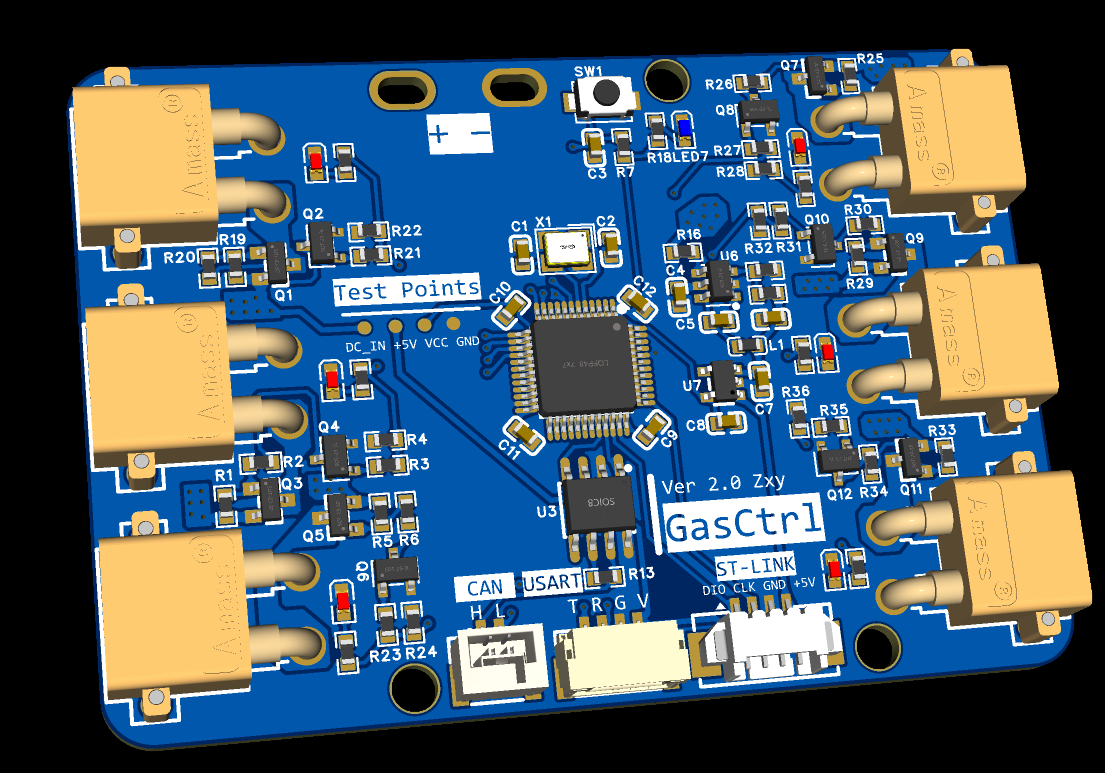 SW1
Q7
R25
R26
Q8
Amass
®
Amass
®
+ −
C3
R7
R18
LED7
R27
R28
Q2
R22
R21
R19
R20
Q1
C1
X1
C2
R16
U6
R32
R31
Q10
R30
Q9
R29
Test Points
DC_IN +5V VCC GND
C10
C12
C4
C5
L1
Amass
®
Amass
®
LQFP48 7x7
U7
C7
C8
C9
C11
R36
R35
R33
Q12
R34
Q11
Q4
R4
R3
R1
R2
Q3
Q5
R5
R6
U3
SOIC8
Ver 2.0 Zxy
GasCtrl
Amass
®
Amass
®
Q6
CAN
USART
R13
ST-LINK
H L
T R G V
DIO CLK GND +5V
R23
R24